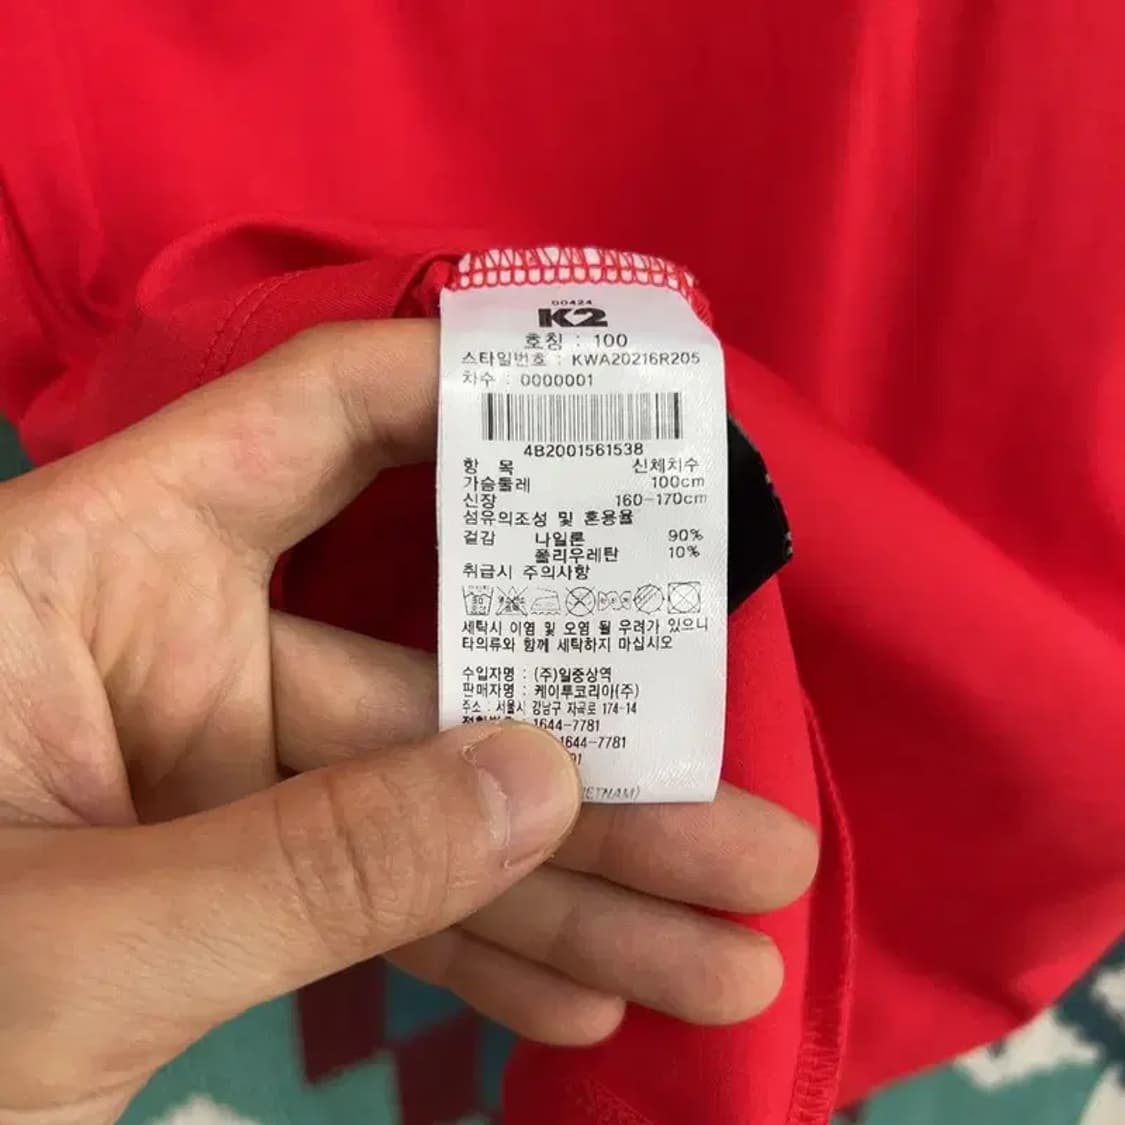 00424
K2
호칭 : 100
스타일번호 : KWA20216R205
차수 : 0000001
4B2001561538
항 목 신체치수
가슴둘레 100cm
신장 160-170cm
섬유의조성 및 혼용율
겉감 나일론 90%
폴리우레탄 10%
취급시 주의사항
세탁시 이염 및 오염 될 우려가 있으니
타의류와 함께 세탁하지 마십시오
수입자명 : (주)일중상역
판매자명 : 케이투코리아(주)
주소 : 서울시 강남구 자곡로 174-14
1644-7781
1644-7781